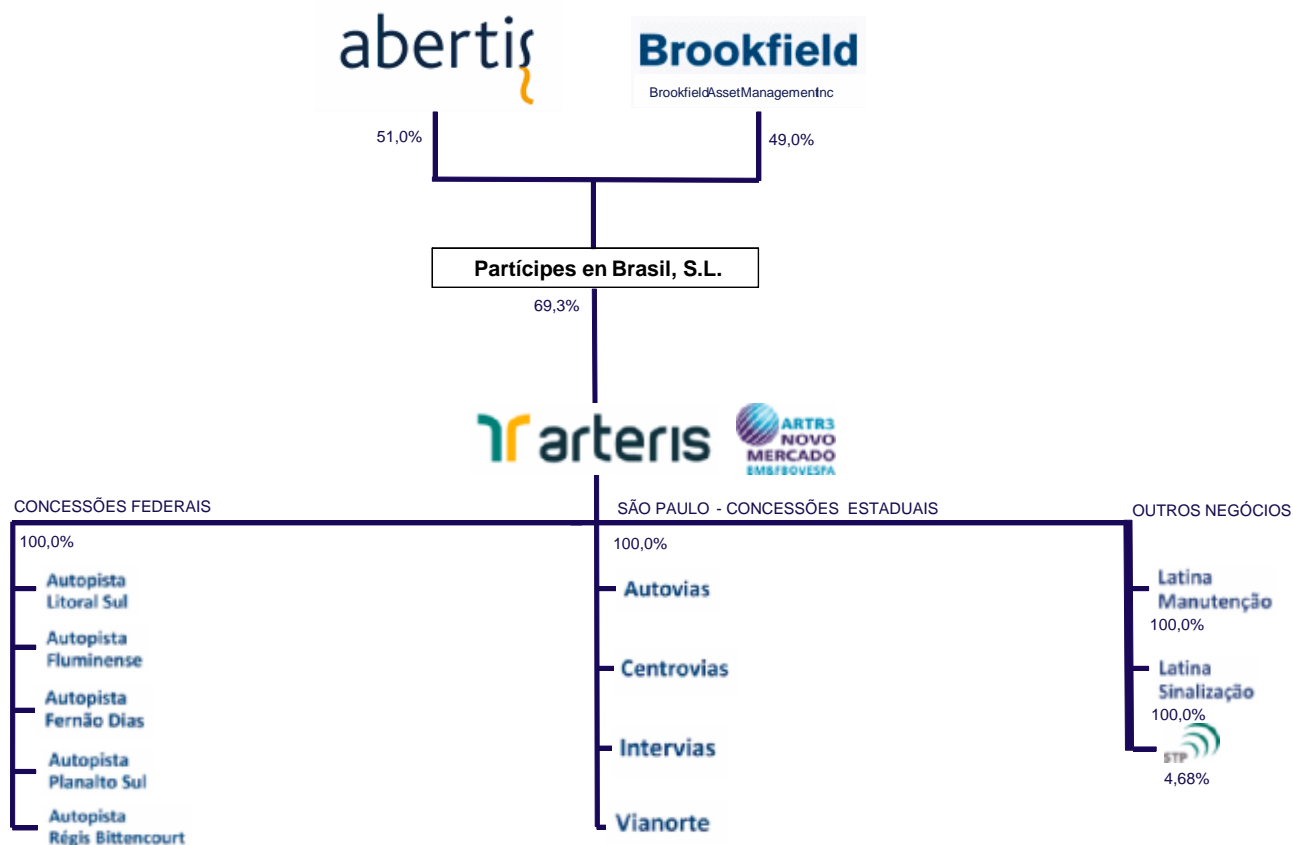 abertis
Brookfield
BrookfieldAssetManagementInc
51,0%
49,0%
Partícipes en Brasil, S.L.
69,3%
arteris
ARTR3
NOVO
MERCADO
BM&FBOVESPA
CONCESSÕES FEDERAIS
100,0%
Autopista
Litoral Sul
Autopista
Fluminense
Autopista
Fernão Dias
Autopista
Planalto Sul
Autopista
Régis Bittencourt
SÃO PAULO - CONCESSÕES ESTADUAIS
100,0%
Autovias
Centrovias
Intervias
Vianorte
OUTROS NEGÓCIOS
Latina
Manutenção
100,0%
Latina
Sinalização
100,0%
STP
4,68%